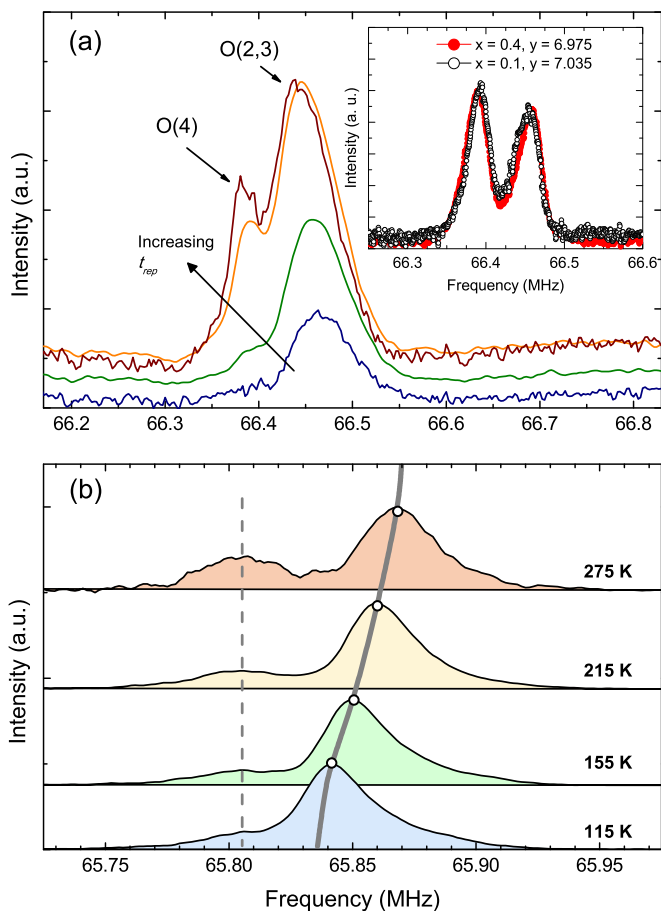 (a)
O(2,3)
O(4)
Increasing
t_rep
Intensity (a.u.)
66.2 66.3 66.4 66.5 66.6 66.7 66.8
x = 0.4, y = 6.975
x = 0.1, y = 7.035
Intensity (a. u.)
66.3 66.4 66.5 66.6
Frequency (MHz)
(b)
275 K
215 K
155 K
115 K
Intensity (a.u.)
65.75 65.80 65.85 65.90 65.95
Frequency (MHz)